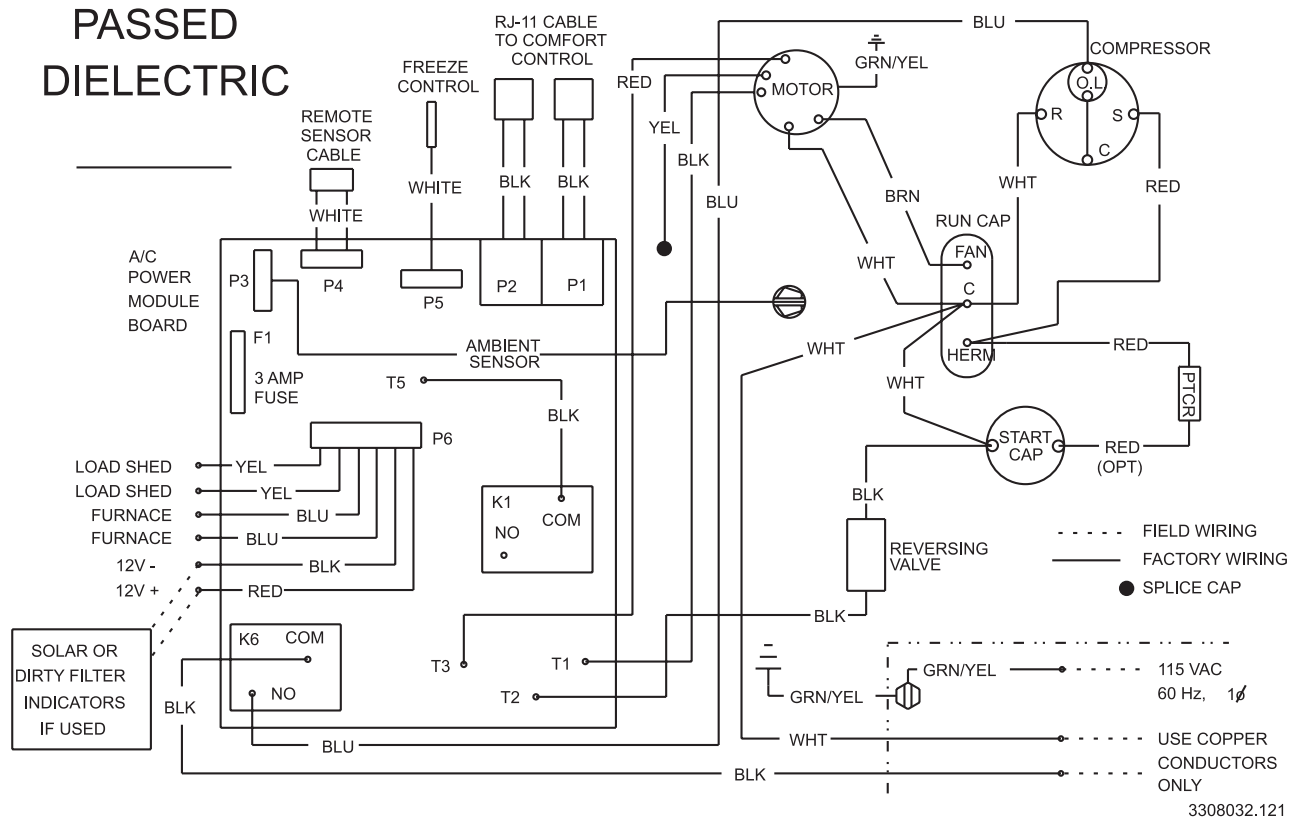 PASSED
DIELECTRIC
RJ-11 CABLE
TO COMFORT
CONTROL
FREEZE
CONTROL
REMOTE
SENSOR
CABLE
WHITE
WHITE
BLK
BLK
RED
YEL
BLK
BLU
BLU
MOTOR
GRN/YEL
COMPRESSOR
O.L
R
S
C
WHT
RED
BRN
WHT
RUN CAP
FAN
C
HERM
A/C
POWER
MODULE
BOARD
P3
P4
P5
P2
P1
F1
3 AMP
FUSE
AMBIENT
SENSOR
T5
BLK
WHT
WHT
RED
PTCR
START
CAP
RED
(OPT)
P6
LOAD SHED
YEL
LOAD SHED
YEL
FURNACE
BLU
FURNACE
BLU
12V -
BLK
12V +
RED
K1
NO
COM
BLK
REVERSING
VALVE
BLK
FIELD WIRING
FACTORY WIRING
SPLICE CAP
SOLAR OR
DIRTY FILTER
INDICATORS
IF USED
K6
COM
NO
BLK
BLU
T3
T1
T2
GRN/YEL
GRN/YEL
115 VAC
60 Hz, 1ø
WHT
USE COPPER
CONDUCTORS
ONLY
BLK
3308032.121